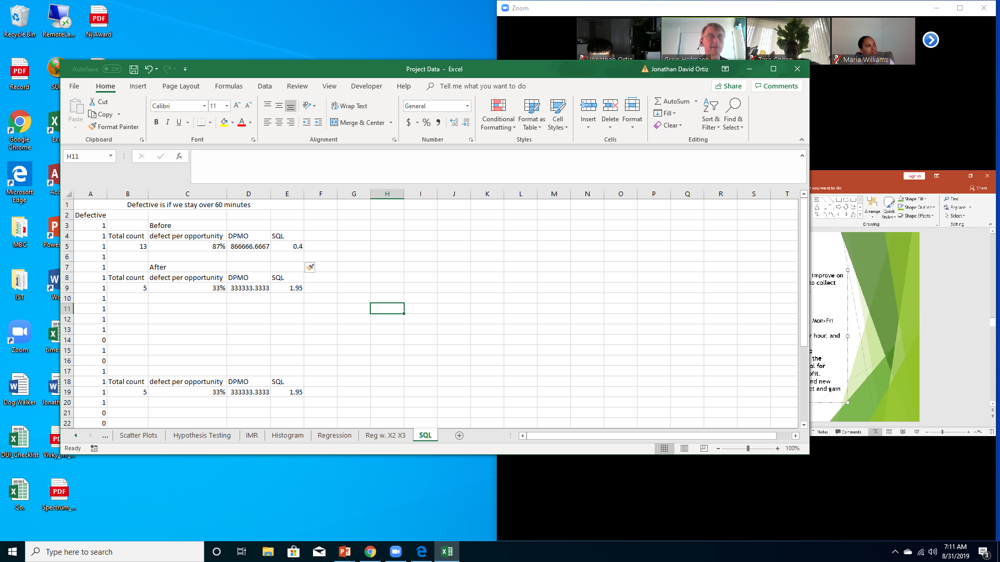 Recycle Bin
RemoteLa...
Nj Award
Record
SUI
Google
Chrome
Exc
Microsoft
Edge
Acc
MBC
Power
IST
Wo
Zoom
times
Dog Walker
Jonath
DUI_Checklist
Vivky_MI_...
Co.
Spectrum_...
Zoom
Jonathan Ortiz
Greg Hofmann
Tara Cohen
Maria Williams
AutoSave Off
Project Data - Excel
Jonathan David Ortiz
File Home Insert Page Layout Formulas Data Review View Developer Help Tell me what you want to do
Share Comments
Paste
Cut
Copy
Format Painter
Clipboard
Calibri 11
B I U
Font
Wrap Text
Merge & Center
Alignment
General
$ % ,
Number
Conditional
Formatting
Format as
Table
Cell
Styles
Styles
Insert Delete Format
Cells
AutoSum
Fill
Clear
Sort &
Filter
Find &
Select
Editing
H11
fx
A B C D E F G H I J K L M N O P Q R S T
1 Defective is if we stay over 60 minutes
2 Defective
3 1 Before
4 1 Total count defect per opportunity DPMO SQL
5 1 13 87% 866666.6667 0.4
6 1
7 1 After
8 1 Total count defect per opportunity DPMO SQL
9 1 5 33% 333333.3333 1.95
10 1
11 1
12 1
13 1
14 0
15 1
16 0
17 1
18 1 Total count defect per opportunity DPMO SQL
19 1 5 33% 333333.3333 1.95
20 1
21 0
22 0
... Scatter Plots Hypothesis Testing IMR Histogram Regression Reg w. X2 X3 SQL
Ready
100%
Sign in
you want to do
Share
Arrange
Quick
Styles
Shape Fill
Shape Outline
Shape Effects
Drawing
Find
Replace
Select
Editing
improve on
to collect
Mon-Fri
hour, and
the
ol for
ofit.
nd new
ct and gain
Notes Comments
Type here to search
7:11 AM
8/31/2019
3